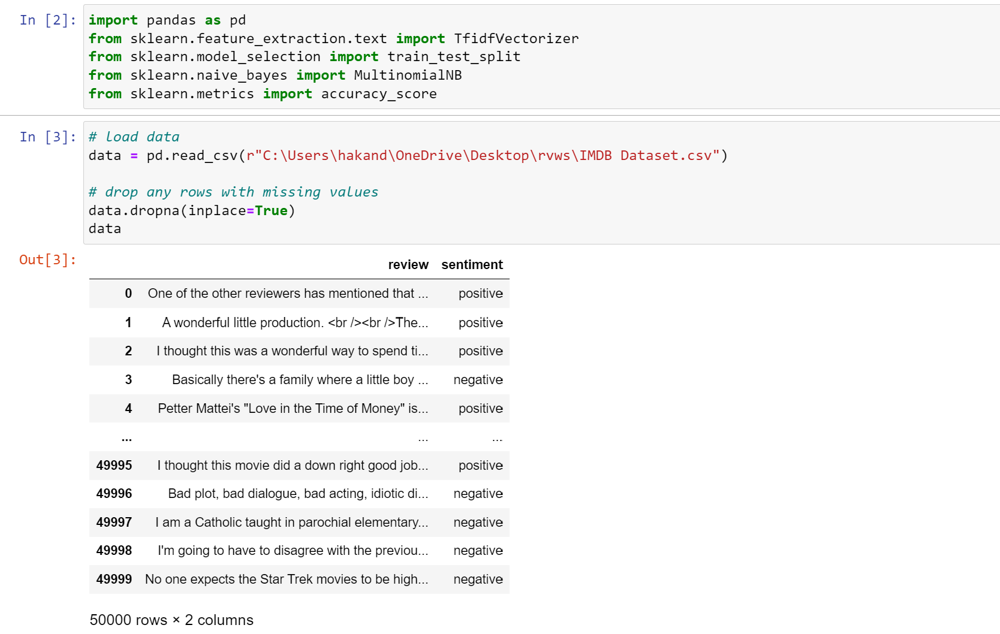 In [2]: import pandas as pd
from sklearn.feature_extraction.text import TfidfVectorizer
from sklearn.model_selection import train_test_split
from sklearn.naive_bayes import MultinomialNB
from sklearn.metrics import accuracy_score
In [3]: # load data
data = pd.read_csv(r"C:\Users\hakand\OneDrive\Desktop\rvws\IMDB Dataset.csv")
# drop any rows with missing values
data.dropna(inplace=True)
data
Out[3]:
review sentiment
0 One of the other reviewers has mentioned that ... positive
1 A wonderful little production. <br /><br />The... positive
2 I thought this was a wonderful way to spend ti... positive
3 Basically there's a family where a little boy ... negative
4 Petter Mattei's "Love in the Time of Money" is... positive
... ... ...
49995 I thought this movie did a down right good job... positive
49996 Bad plot, bad dialogue, bad acting, idiotic di... negative
49997 I am a Catholic taught in parochial elementary... negative
49998 I'm going to have to disagree with the previou... negative
49999 No one expects the Star Trek movies to be high... negative
50000 rows × 2 columns